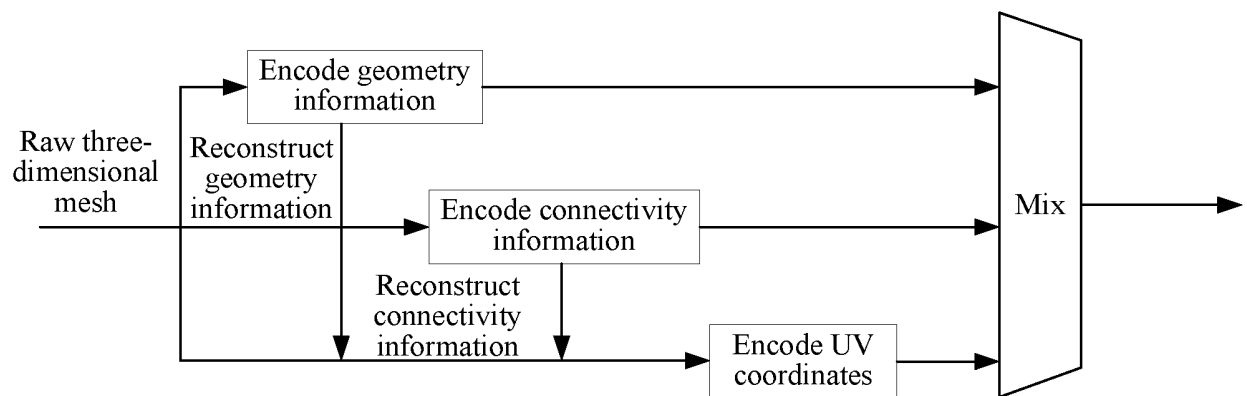 Encode geometry
information
Raw three-
dimensional
mesh
Reconstruct
geometry
information
Encode connectivity
information
Mix
Reconstruct
connectivity
information
Encode UV
coordinates